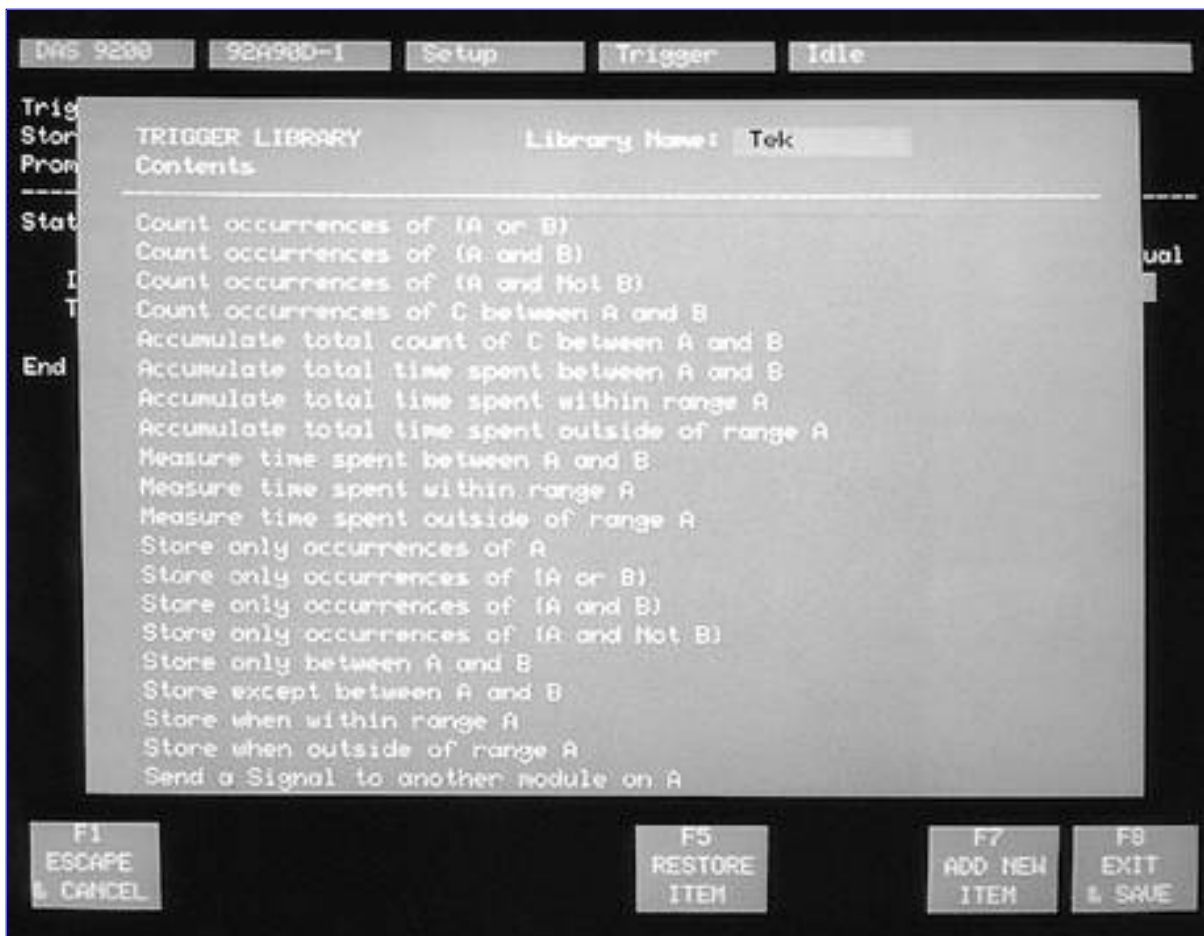 DAS 9200 92A90D-1 Setup Trigger Idle
Trig
Stor
Prom
TRIGGER LIBRARY Library Name: Tek
Contents
Stat
ual
I
T
End
Count occurrences of (A or B)
Count occurrences of (A and B)
Count occurrences of (A and Not B)
Count occurrences of C between A and B
Accumulate total count of C between A and B
Accumulate total time spent between A and B
Accumulate total time spent within range A
Accumulate total time spent outside of range A
Measure time spent between A and B
Measure time spent within range A
Measure time spent outside of range A
Store only occurrences of A
Store only occurrences of (A or B)
Store only occurrences of (A and B)
Store only occurrences of (A and Not B)
Store only between A and B
Store except between A and B
Store when within range A
Store when outside of range A
Send a Signal to another module on A
F1
ESCAPE
& CANCEL
F5
RESTORE
ITEM
F7
ADD NEW
ITEM
F8
EXIT
& SAVE